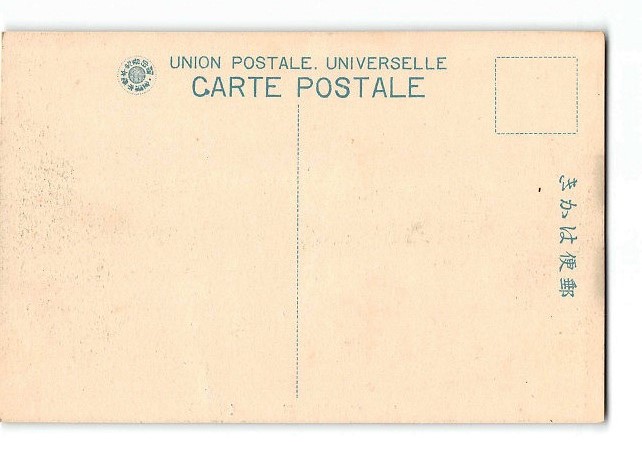 UNION POSTALE. UNIVERSELLE
CARTE POSTALE
きかは便郵